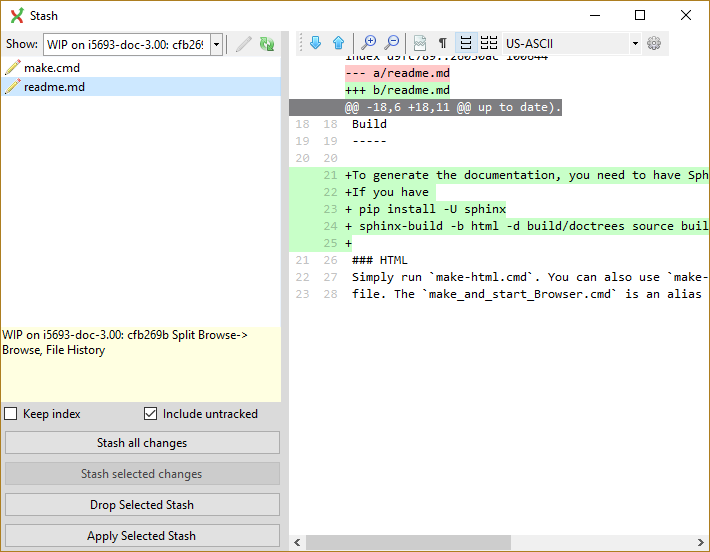 Stash
Show: WIP on i5693-doc-3.00: cfb269
US-ASCII
make.cmd
readme.md
--- a/readme.md
+++ b/readme.md
@@ -18,6 +18,11 @@ up to date).
18 18 Build
19 19 -----
20 20
21 +To generate the documentation, you need to have Sph
22 +If you have
23 + pip install -U sphinx
24 + sphinx-build -b html -d build/doctrees source buil
25 +
21 26 ### HTML
22 27 Simply run `make-html.cmd`. You can also use `make-
23 28 file. The `make_and_start_Browser.cmd` is an alias
WIP on i5693-doc-3.00: cfb269b Split Browse->
Browse, File History
Keep index
Include untracked
Stash all changes
Stash selected changes
Drop Selected Stash
Apply Selected Stash